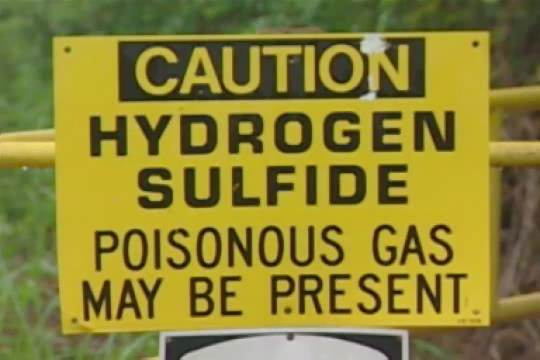 CAUTION
HYDROGEN
SULFIDE
POISONOUS GAS
MAY BE PRESENT